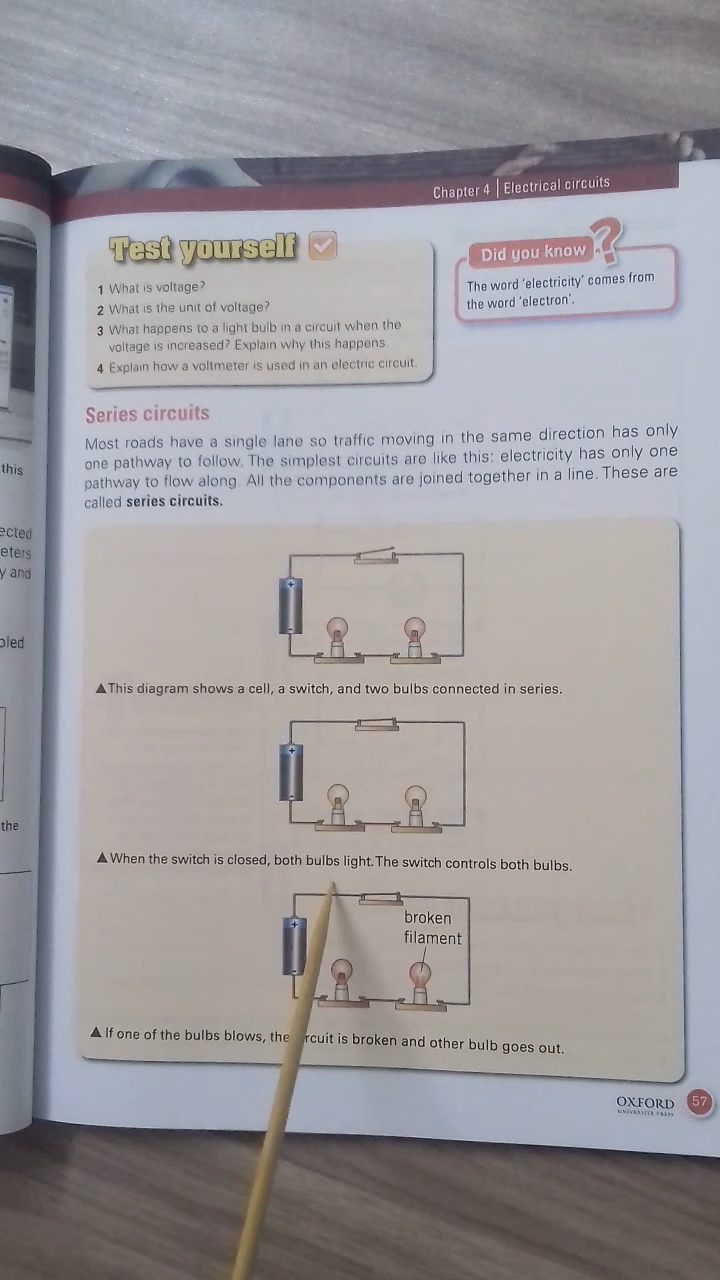 Chapter 4 | Electrical circuits
Test yourself
1 What is voltage?
2 What is the unit of voltage?
3 What happens to a light bulb in a circuit when the
voltage is increased? Explain why this happens.
4 Explain how a voltmeter is used in an electric circuit.
Did you know ?
The word 'electricity' comes from
the word 'electron'.
Series circuits
Most roads have a single lane so traffic moving in the same direction has only
one pathway to follow. The simplest circuits are like this: electricity has only one
pathway to flow along. All the components are joined together in a line. These are
called series circuits.
+
-
▲This diagram shows a cell, a switch, and two bulbs connected in series.
+
-
▲When the switch is closed, both bulbs light. The switch controls both bulbs.
+
-
broken
filament
▲If one of the bulbs blows, the rcuit is broken and other bulb goes out.
OXFORD
UNIVERSITY PRESS
57
this
ected
eters
y and
the